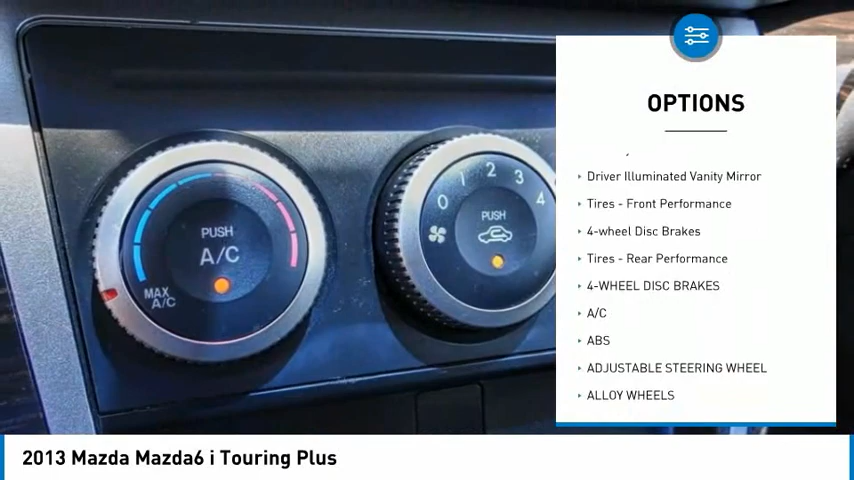 PUSH
A/C
MAX
A/C
0 1 2 3 4
PUSH
OPTIONS
Driver Illuminated Vanity Mirror
Tires - Front Performance
4-wheel Disc Brakes
Tires - Rear Performance
4-WHEEL DISC BRAKES
A/C
ABS
ADJUSTABLE STEERING WHEEL
ALLOY WHEELS
2013 Mazda Mazda6 i Touring Plus